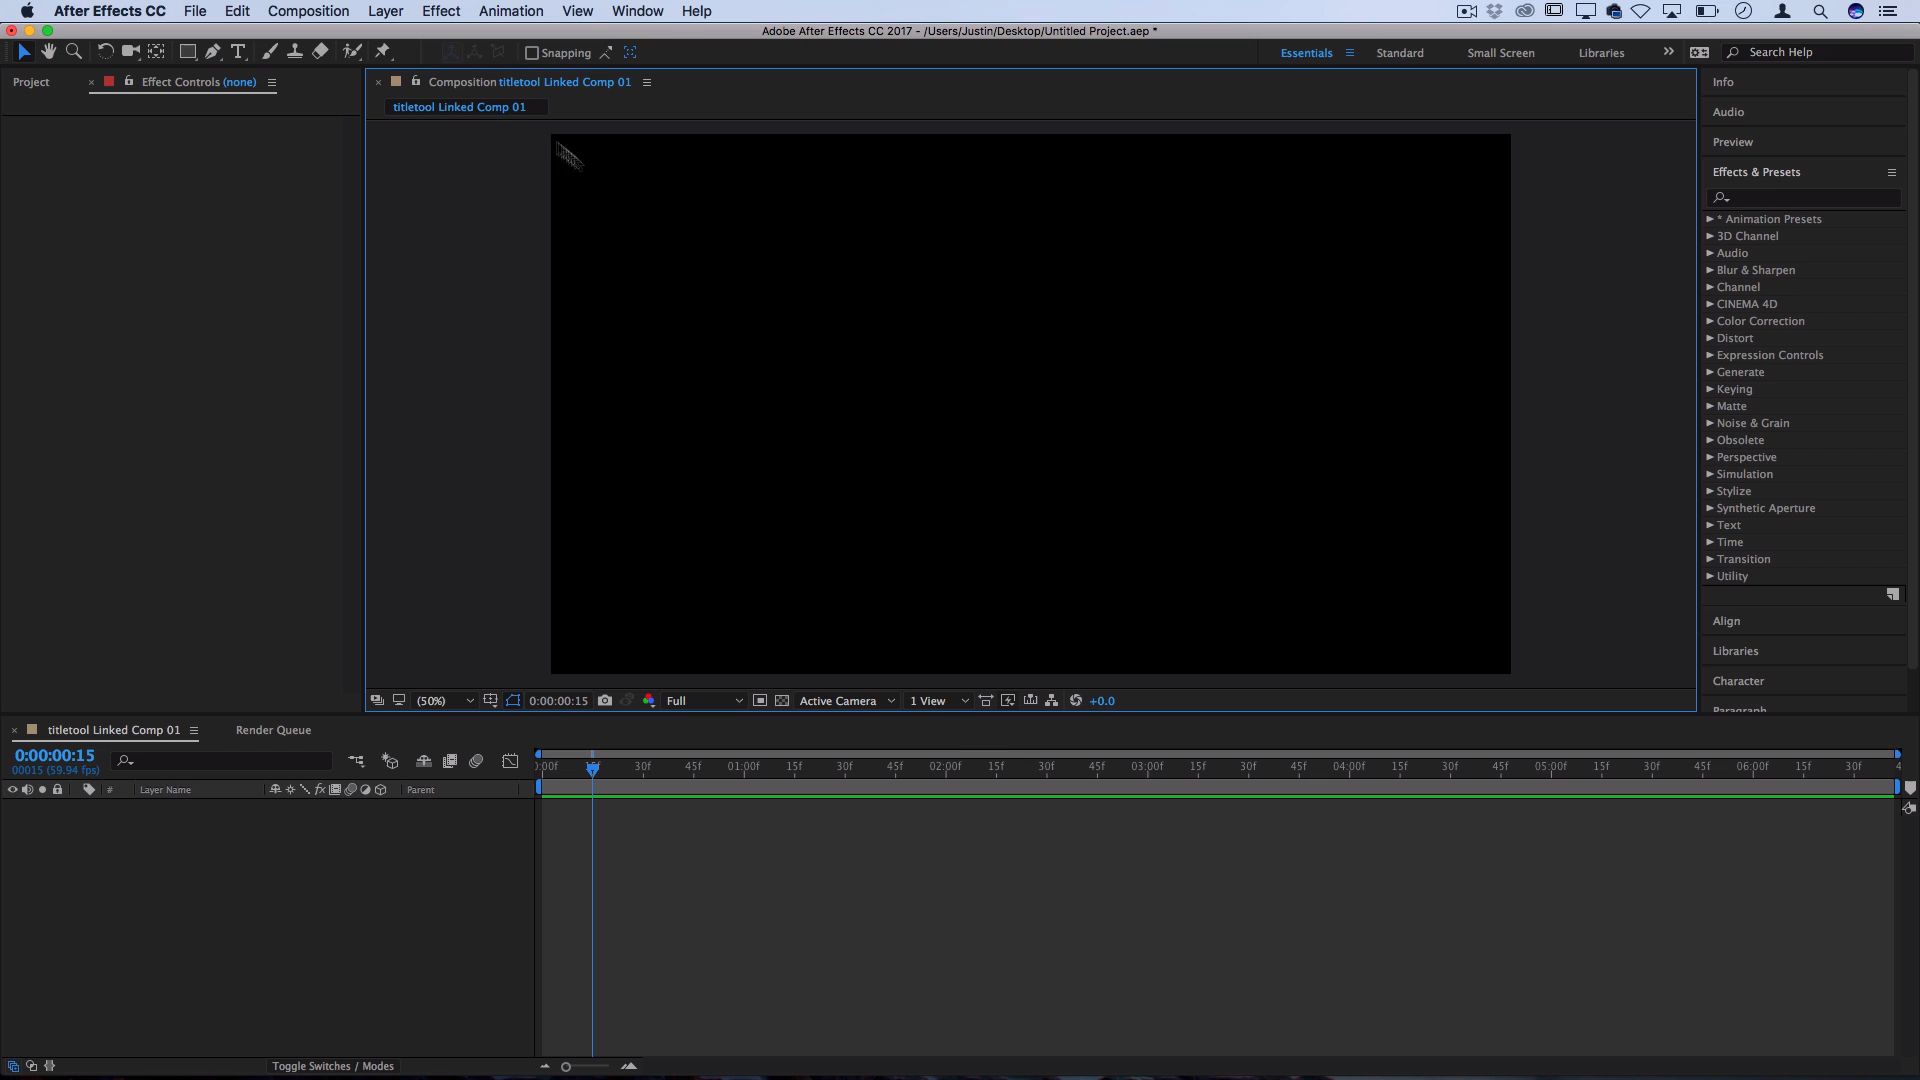 After Effects CC File Edit Composition Layer Effect Animation View Window Help
Adobe After Effects CC 2017 - /Users/Justin/Desktop/Untitled Project.aep *
Snapping Essentials Standard Small Screen Libraries Search Help
Project Effect Controls (none)
Composition titletool Linked Comp 01
titletool Linked Comp 01
Info
Audio
Preview
Effects & Presets
* Animation Presets
3D Channel
Audio
Blur & Sharpen
Channel
CINEMA 4D
Color Correction
Distort
Expression Controls
Generate
Keying
Matte
Noise & Grain
Obsolete
Perspective
Simulation
Stylize
Synthetic Aperture
Text
Time
Transition
Utility
Align
Libraries
Character
Paragraph
(50%) 0:00:00:15 Full Active Camera 1 View +0.0
titletool Linked Comp 01 Render Queue
0:00:00:15
00015 (59.94 fps)
):00f 15f 30f 45f 01:00f 15f 30f 45f 02:00f 15f 30f 45f 03:00f 15f 30f 45f 04:00f 15f 30f 45f 05:00f 15f 30f 45f 06:00f 15f 30f 4
# Layer Name fx Parent
Toggle Switches / Modes